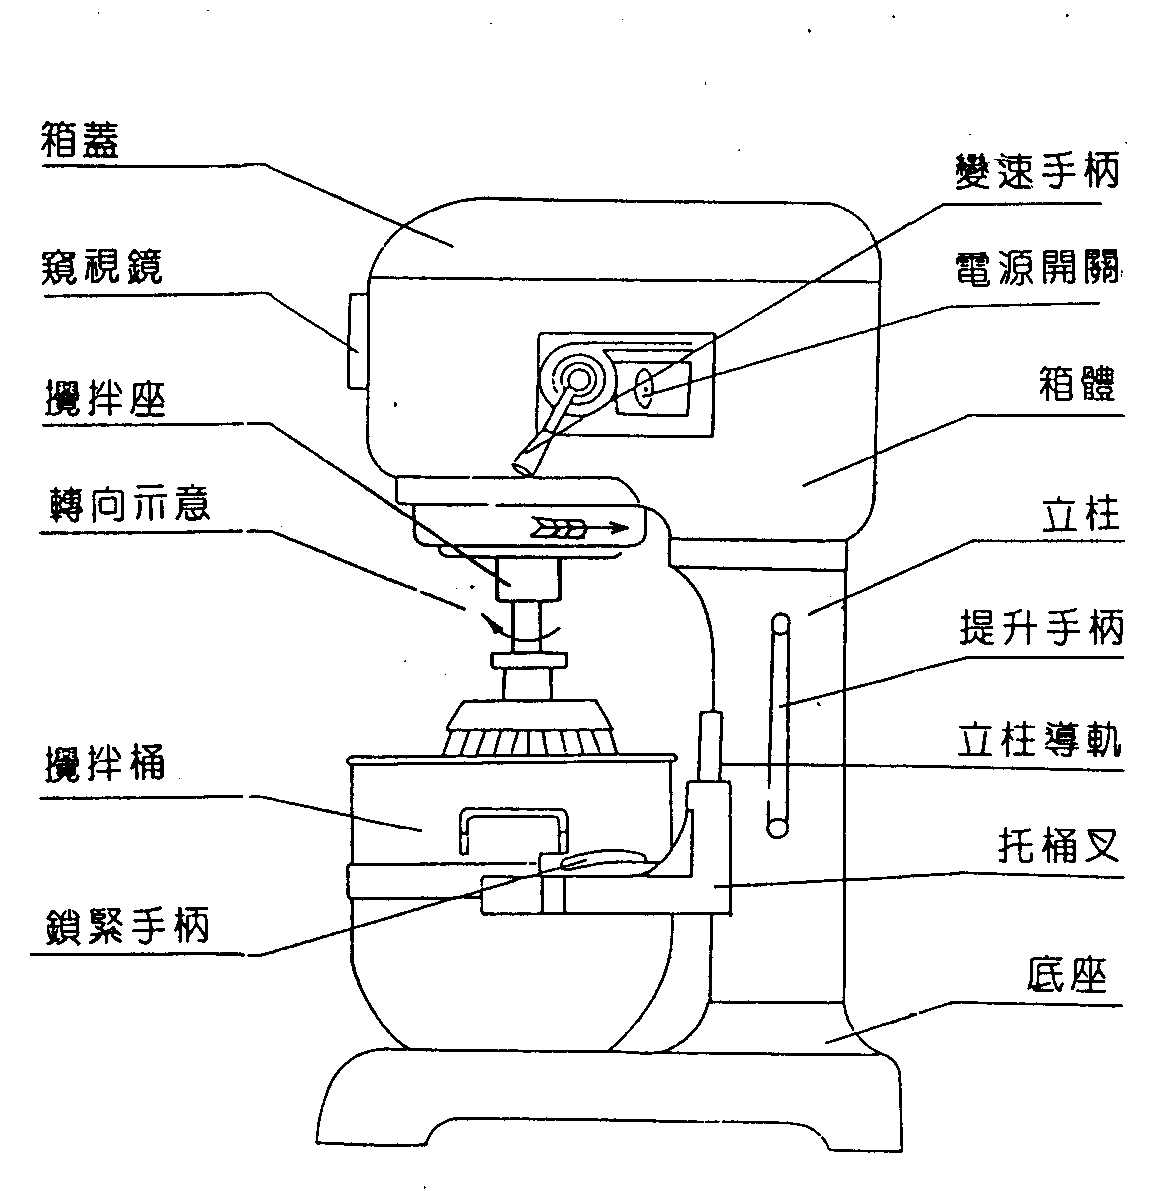 箱蓋
窺視鏡
攪拌座
轉向示意
攪拌桶
鎖緊手柄
變速手柄
電源開關
箱體
立柱
提升手柄
立柱導軌
托桶叉
底座